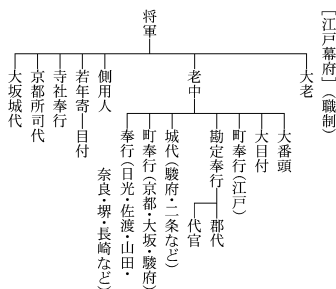 ［江戸幕府］（職制）
将軍
大老
老中
側用人
若年寄
目付
寺社奉行
京都所司代
大坂城代
大番頭
大目付
町奉行（江戸）
勘定奉行
郡代
代官
城代（駿府・二条など）
町奉行（京都・大坂・駿府）
奉行（日光・佐渡・山田・
奈良・堺・長崎など）